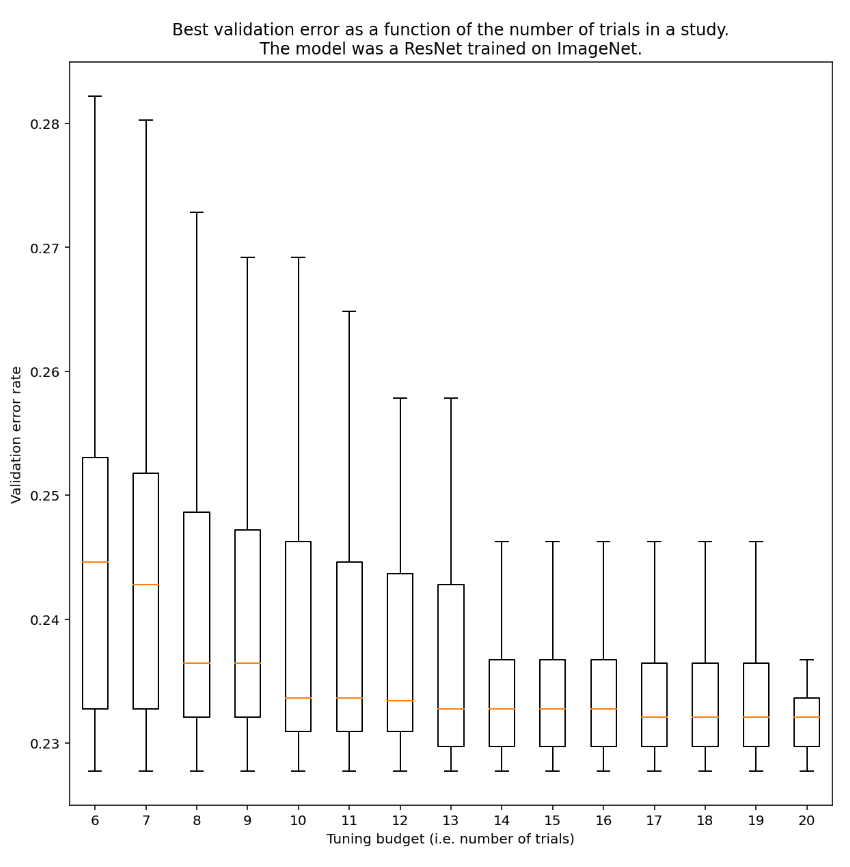 Best validation error as a function of the number of trials in a study.
The model was a ResNet trained on ImageNet.
0.28
0.27
0.26
0.25
0.24
0.23
Validation error rate
6 7 8 9 10 11 12 13 14 15 16 17 18 19 20
Tuning budget (i.e. number of trials)